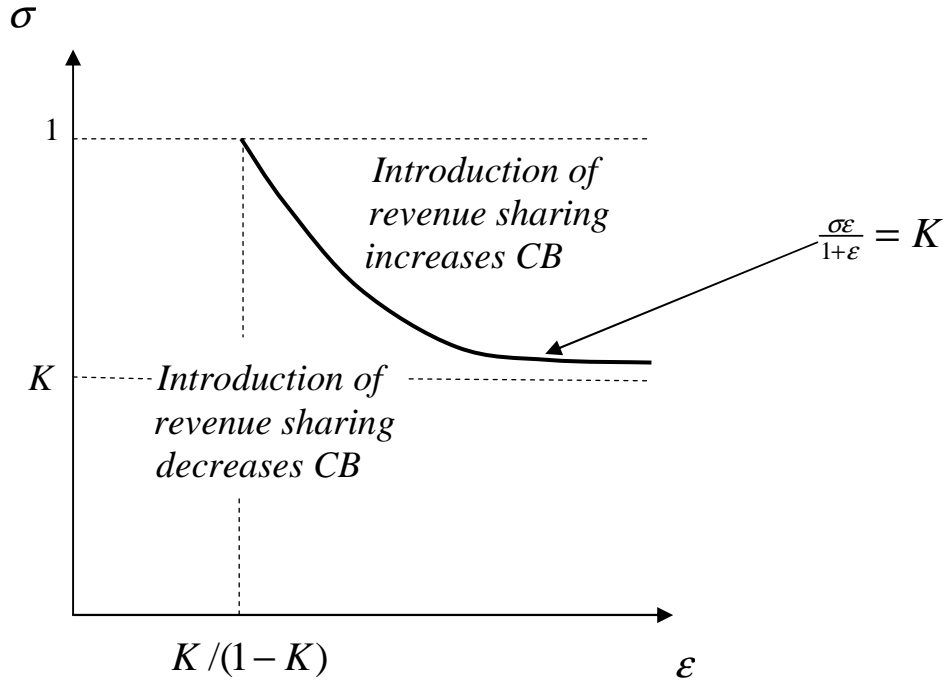 σ
1
Introduction of
revenue sharing
increases CB
σε/1+ε = K
K
Introduction of
revenue sharing
decreases CB
K /(1 − K)
ε